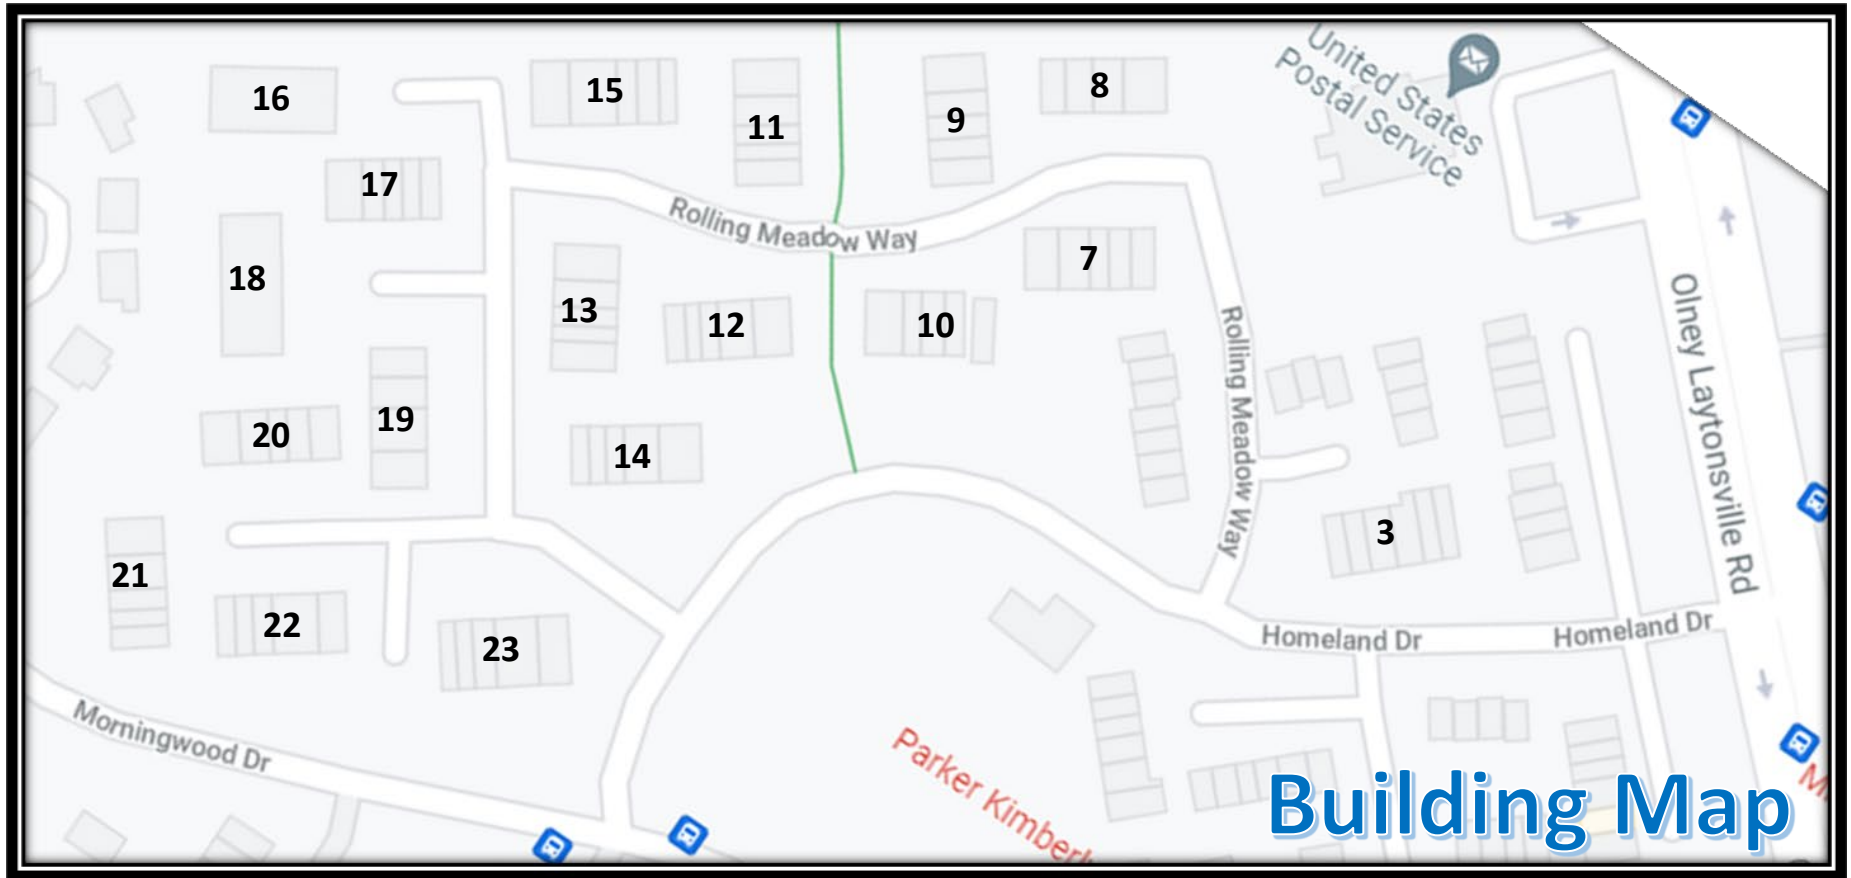 United States
Postal Service
16
15
11
9
8
17
Rolling Meadow Way
7
18
13
12
10
Rolling Meadow Way
Olney Laytonsville Rd
20
19
14
3
21
22
23
Homeland Dr
Homeland Dr
Morningwood Dr
Parker Kimberl
Building Map